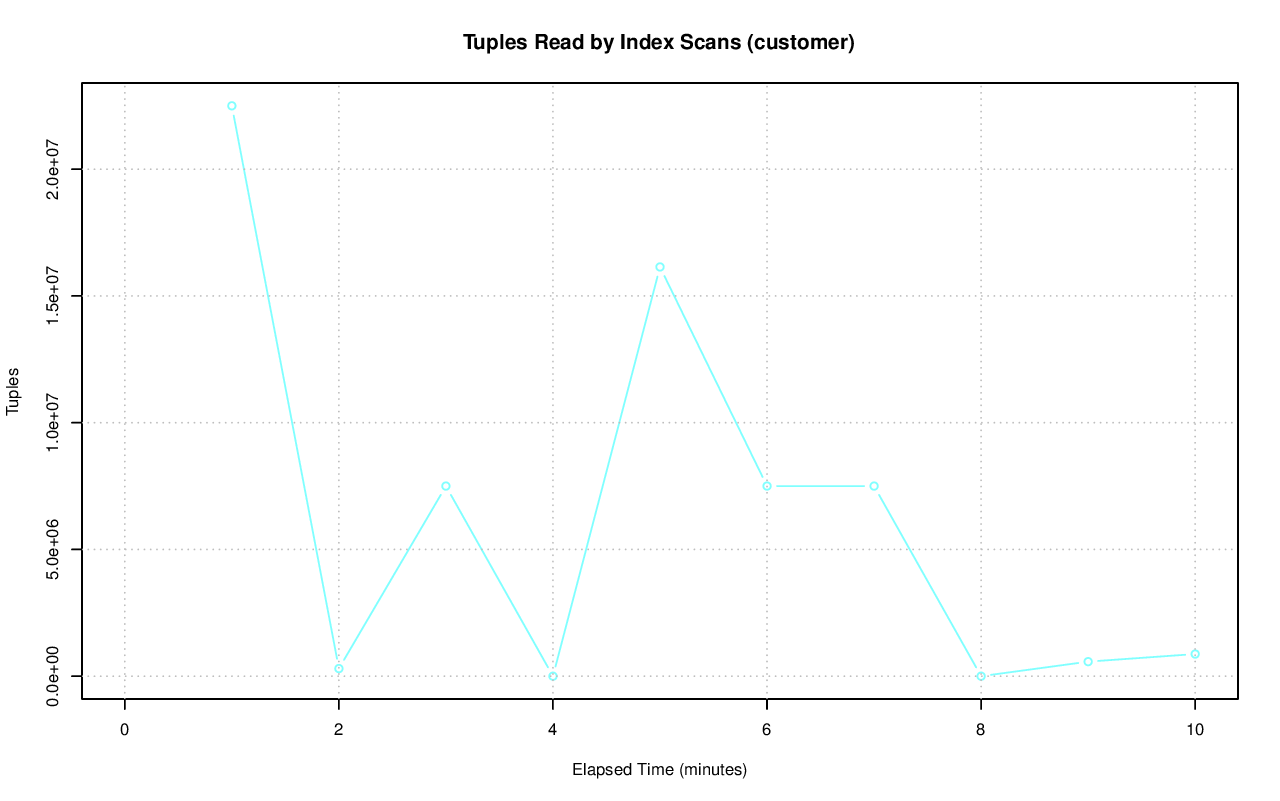 Tuples Read by Index Scans (customer)
2.0e+07
1.5e+07
1.0e+07
5.0e+06
0.0e+00
Tuples
0 2 4 6 8 10
Elapsed Time (minutes)